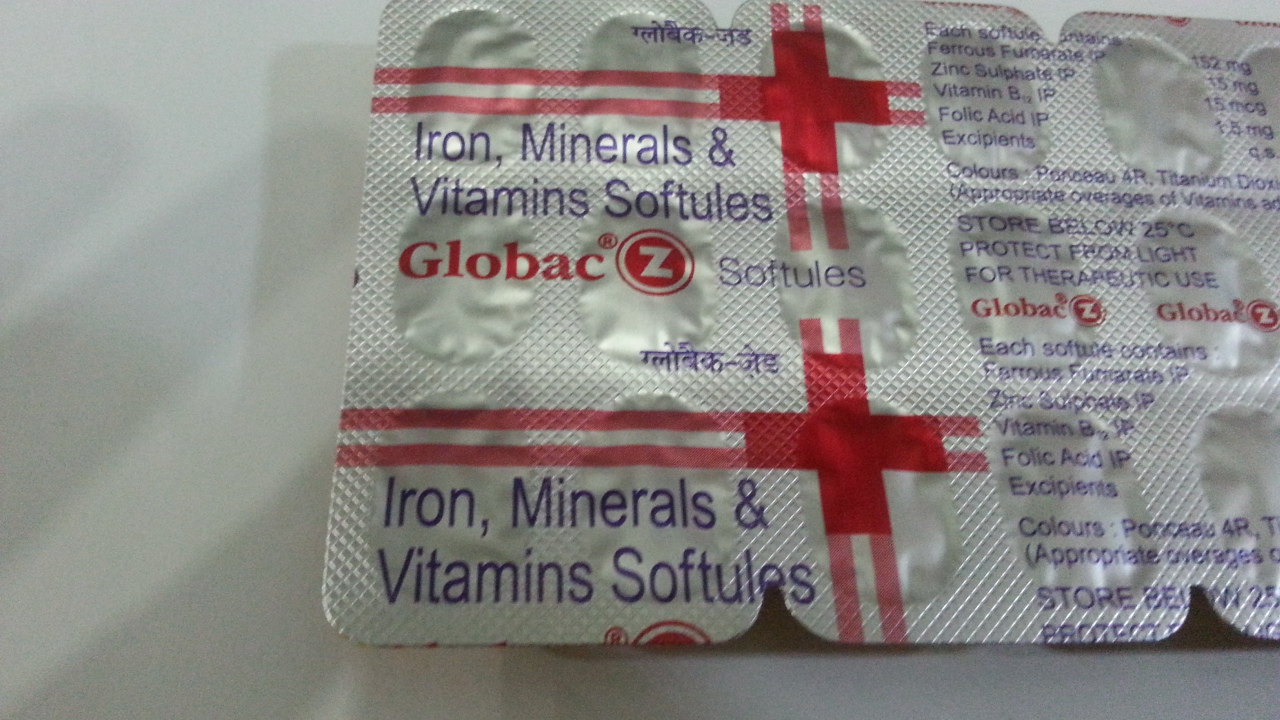 ग्लोबैक-जेड
Iron, Minerals &
Vitamins Softules
Globac® Z Softules
ग्लोबैक-जेड
Iron, Minerals &
Vitamins Softules
®
Each softule contains :
Ferrous Fumarate IP 152 mg
Zinc Sulphate IP 15 mg
Vitamin B12 IP 15 mcg
Folic Acid IP 1.5 mg
Excipients q.s.
Colours : Ponceau 4R, Titanium
(Appropriate overages of Vitamins
STORE BELOW 25°C
PROTECT FROM LIGHT
FOR THERAPEUTIC USE
Globac® Z Globac® Z
Each softule contains :
Ferrous Fumarate IP
Zinc Sulphate IP
Vitamin B12 IP
Folic Acid IP
Excipients
Colours : Ponceau 4R,
(Appropriate overages
STORE BELOW 25
PROTECT